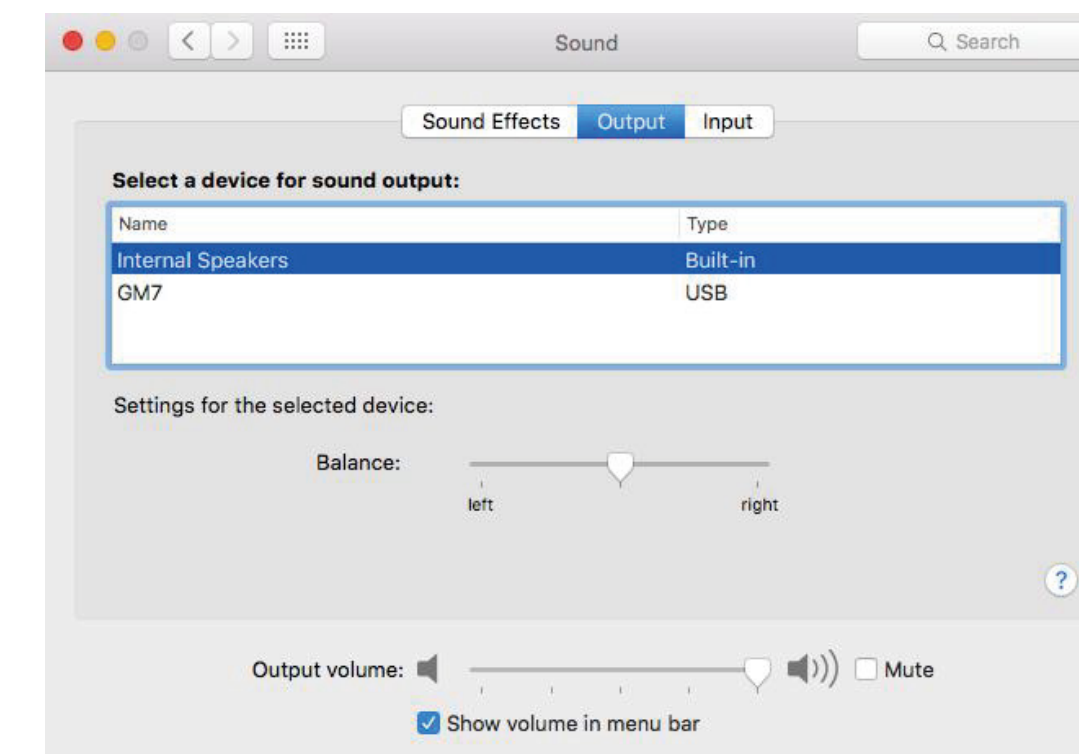 Sound
Search
Sound Effects Output Input
Select a device for sound output:
Name Type
Internal Speakers Built-in
GM7 USB
Settings for the selected device:
Balance:
left right
?
Output volume: Mute
Show volume in menu bar